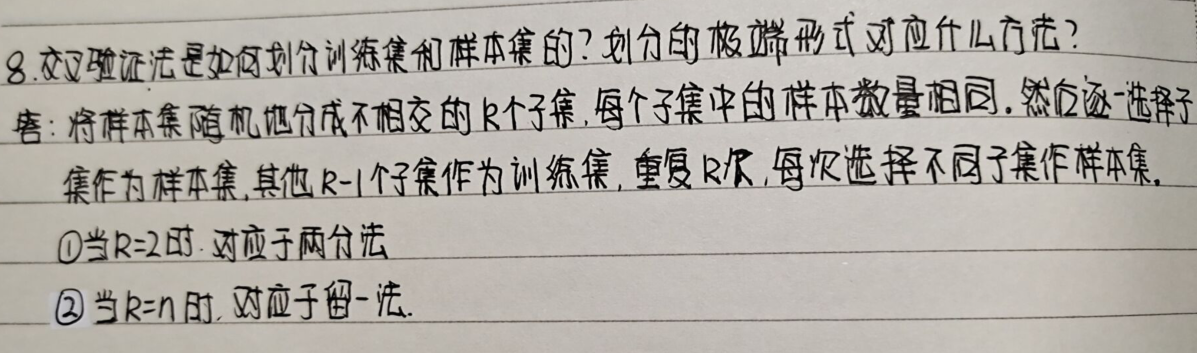 8.交叉验证法是如何划分训练集和样本集的?划分的极端形式对应什么方法?
答:将样本集随机地分成不相交的k个子集,每个子集中的样本数量相同.然后逐一选择子
集作为样本集,其他k-1个子集作为训练集,重复k次,每次选择不同子集作样本集.
①当k=2时.对应于两分法
②当k=n时.对应于留一法.